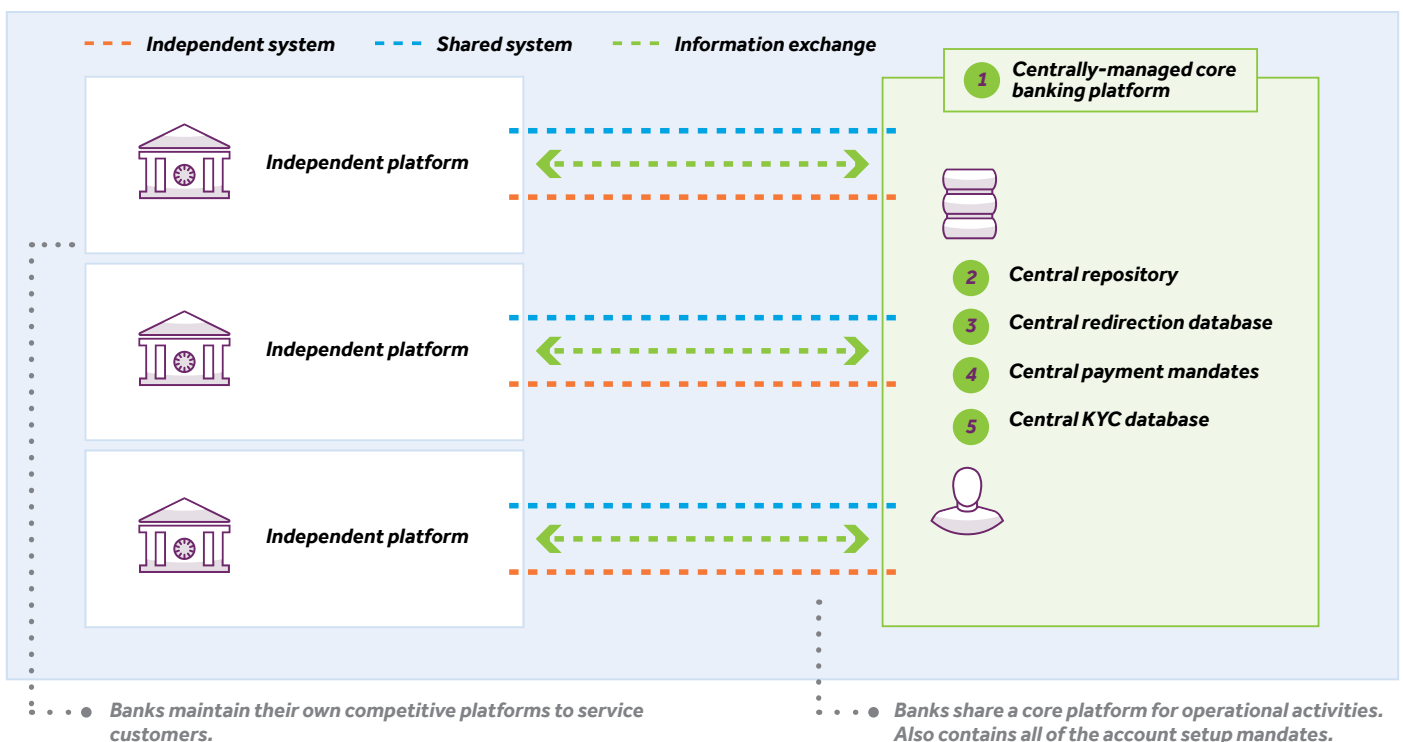 Independent system
Shared system
Information exchange
1
Centrally-managed core
banking platform
Independent platform
Independent platform
Independent platform
2
Central repository
3
Central redirection database
4
Central payment mandates
5
Central KYC database
Banks maintain their own competitive platforms to service
customers.
Banks share a core platform for operational activities.
Also contains all of the account setup mandates.